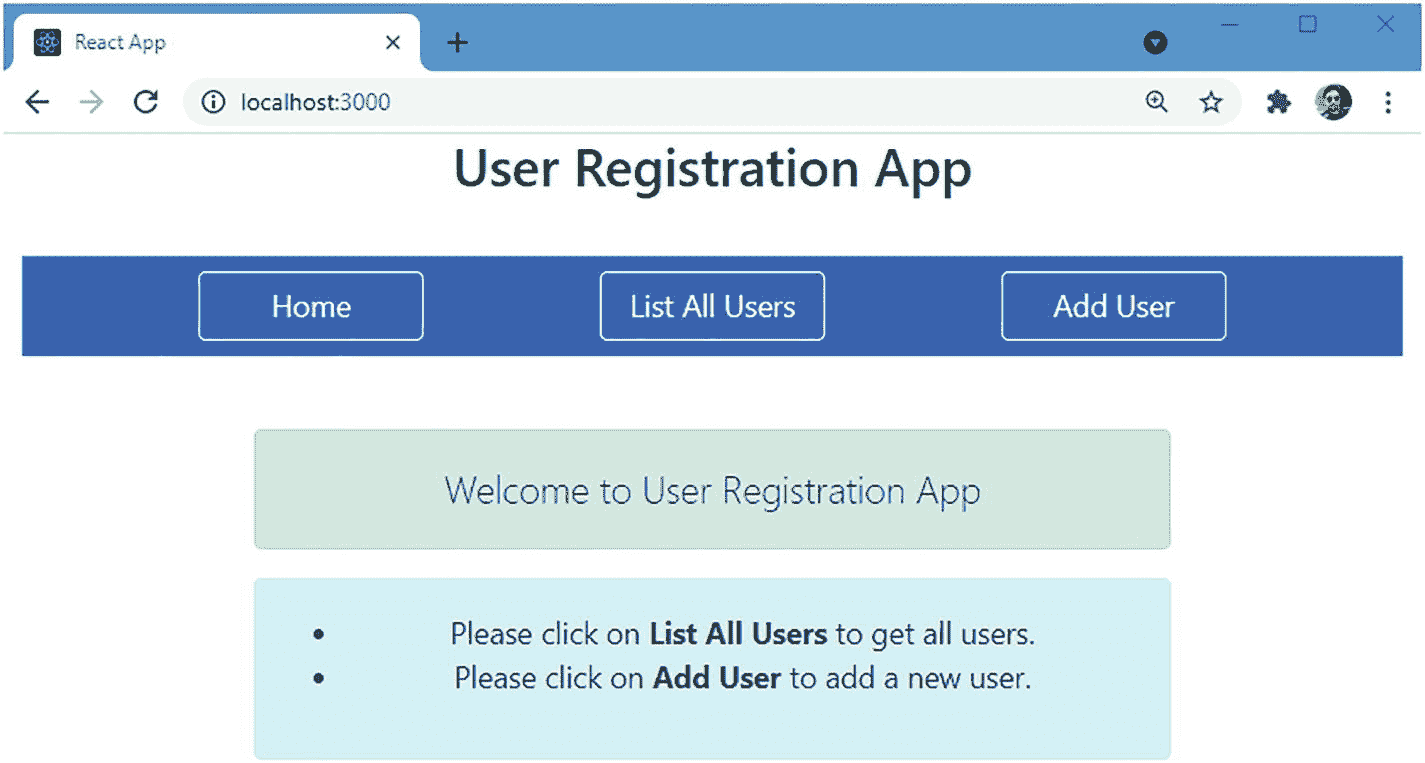 React App
localhost:3000
User Registration App
Home List All Users Add User
Welcome to User Registration App
• Please click on List All Users to get all users.
• Please click on Add User to add a new user.